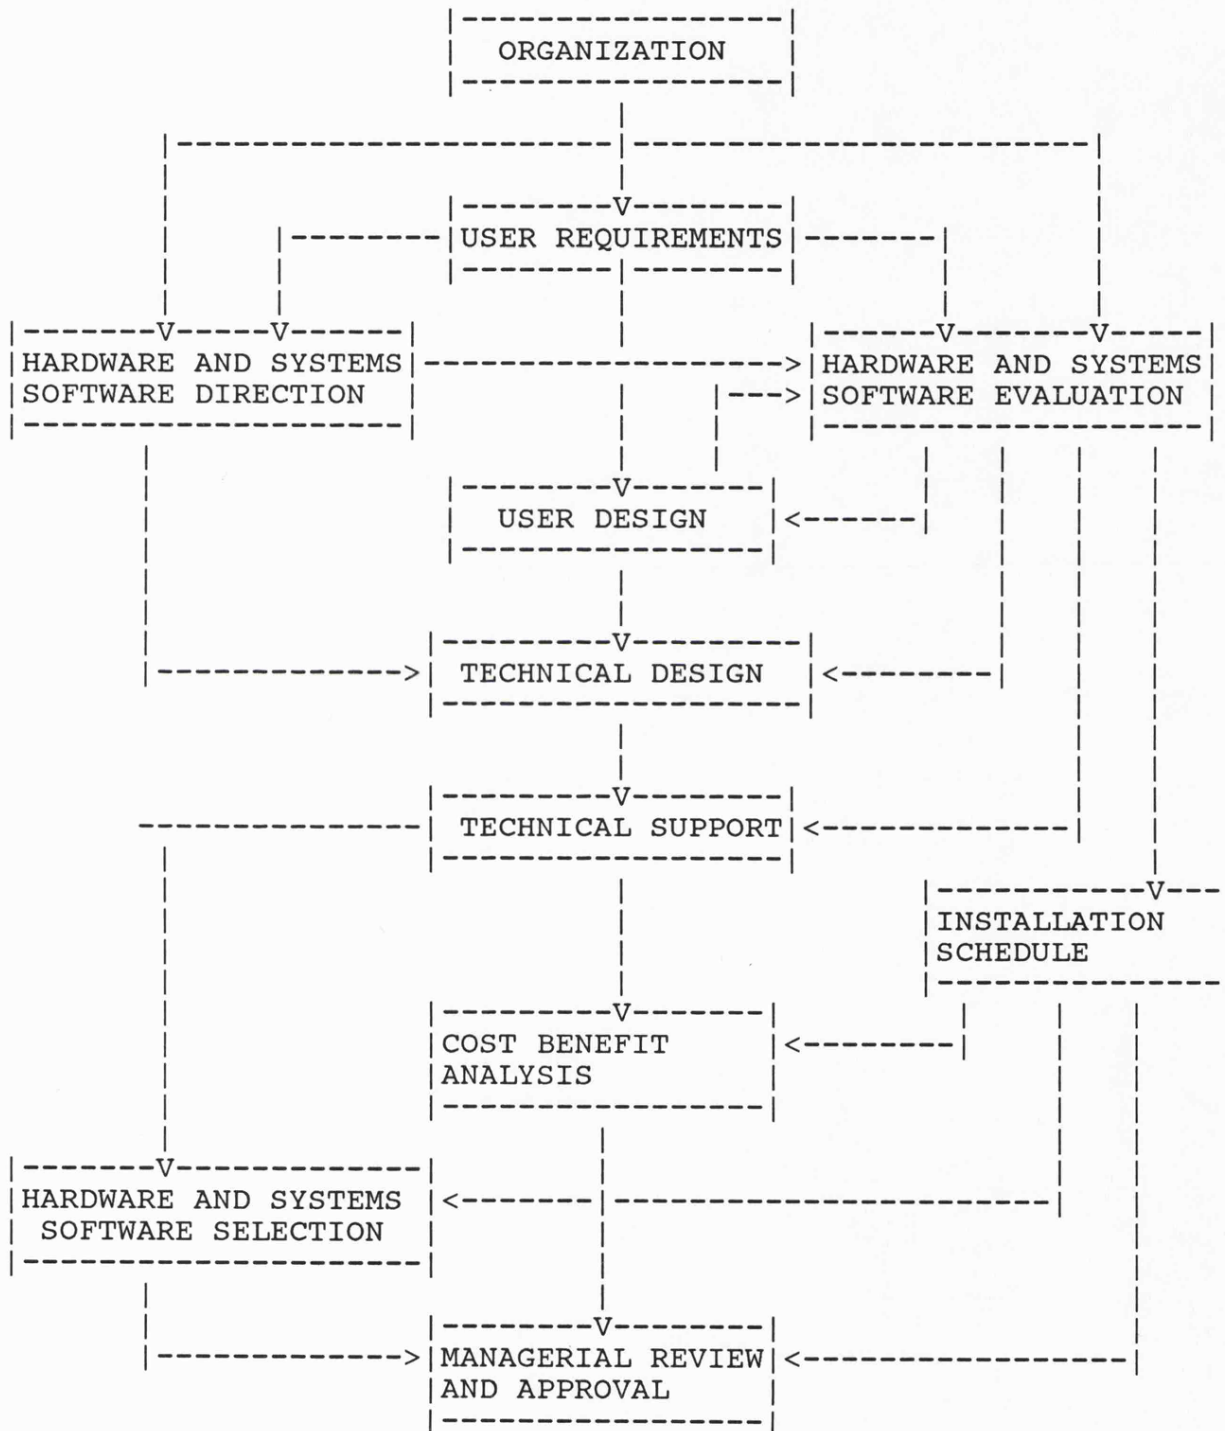 ORGANIZATION
USER REQUIREMENTS
HARDWARE AND SYSTEMS
SOFTWARE DIRECTION
HARDWARE AND SYSTEMS
SOFTWARE EVALUATION
USER DESIGN
TECHNICAL DESIGN
TECHNICAL SUPPORT
INSTALLATION
SCHEDULE
COST BENEFIT
ANALYSIS
HARDWARE AND SYSTEMS
SOFTWARE SELECTION
MANAGERIAL REVIEW
AND APPROVAL